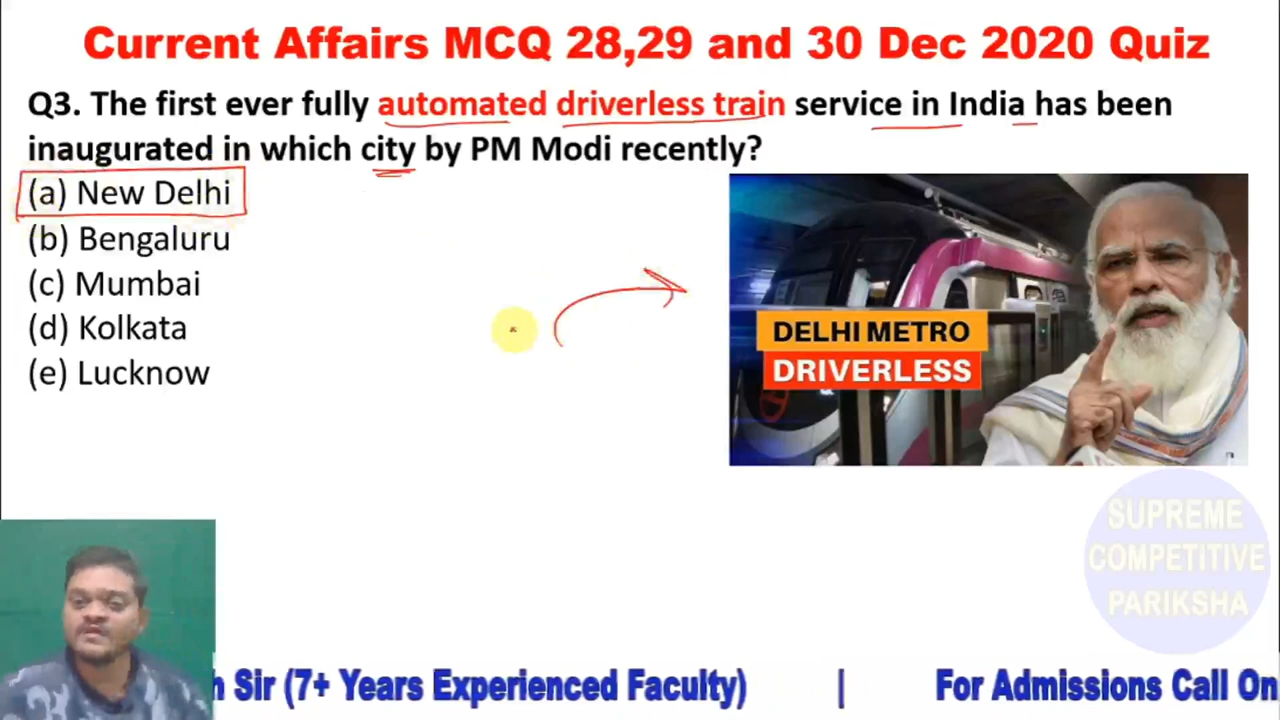 Current Affairs MCQ 28,29 and 30 Dec 2020 Quiz
Q3. The first ever fully automated driverless train service in India has been
inaugurated in which city by PM Modi recently?
(a) New Delhi
(b) Bengaluru
(c) Mumbai
(d) Kolkata
(e) Lucknow
DELHI METRO
DRIVERLESS
SUPREME
COMPETITIVE
PARIKSHA
h Sir (7+ Years Experienced Faculty) | For Admissions Call On